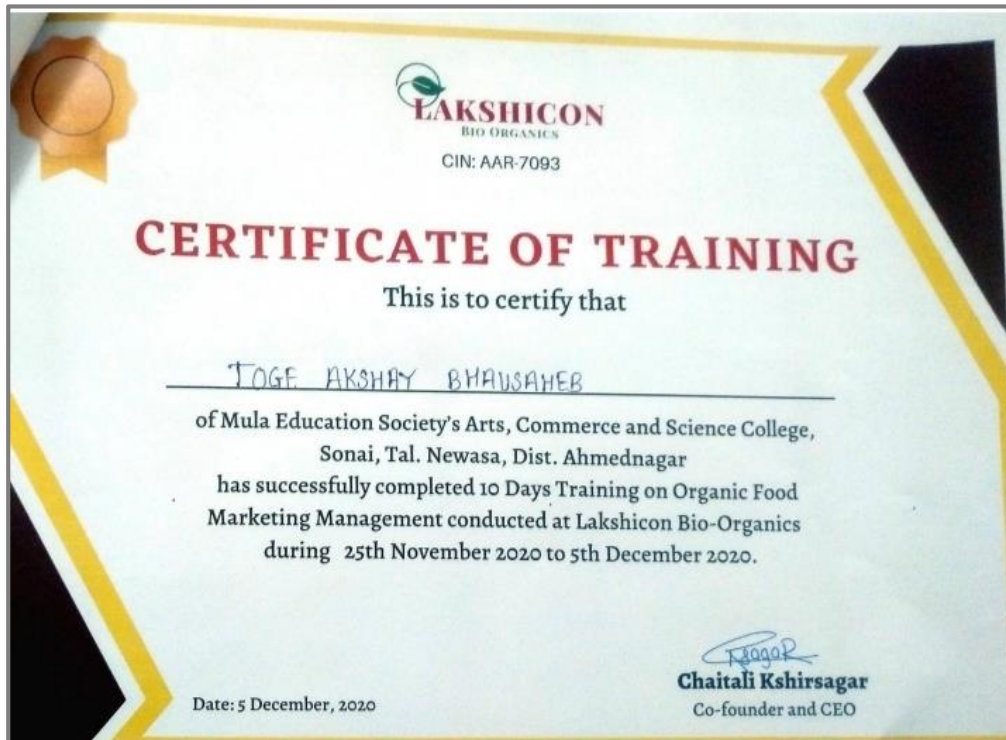 LAKSHICON
BIO ORGANICS
CIN: AAR-7093
CERTIFICATE OF TRAINING
This is to certify that
TOGE AKSHAY BHAUSAHEB
of Mula Education Society's Arts, Commerce and Science College,
Sonai, Tal. Newasa, Dist. Ahmednagar
has successfully completed 10 Days Training on Organic Food
Marketing Management conducted at Lakshicon Bio-Organics
during 25th November 2020 to 5th December 2020.
Chaitali Kshirsagar
Co-founder and CEO
Date: 5 December, 2020